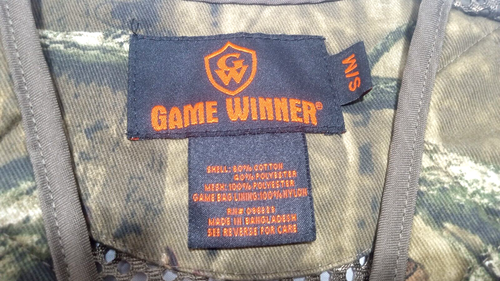 GW
GAME WINNER®
S/M
SHELL: 60% COTTON
40% POLYESTER
MESH: 100% POLYESTER
GAME BAG LINING: 100% NYLON
MADE IN BANGLADESH
SEE REVERSE FOR CARE